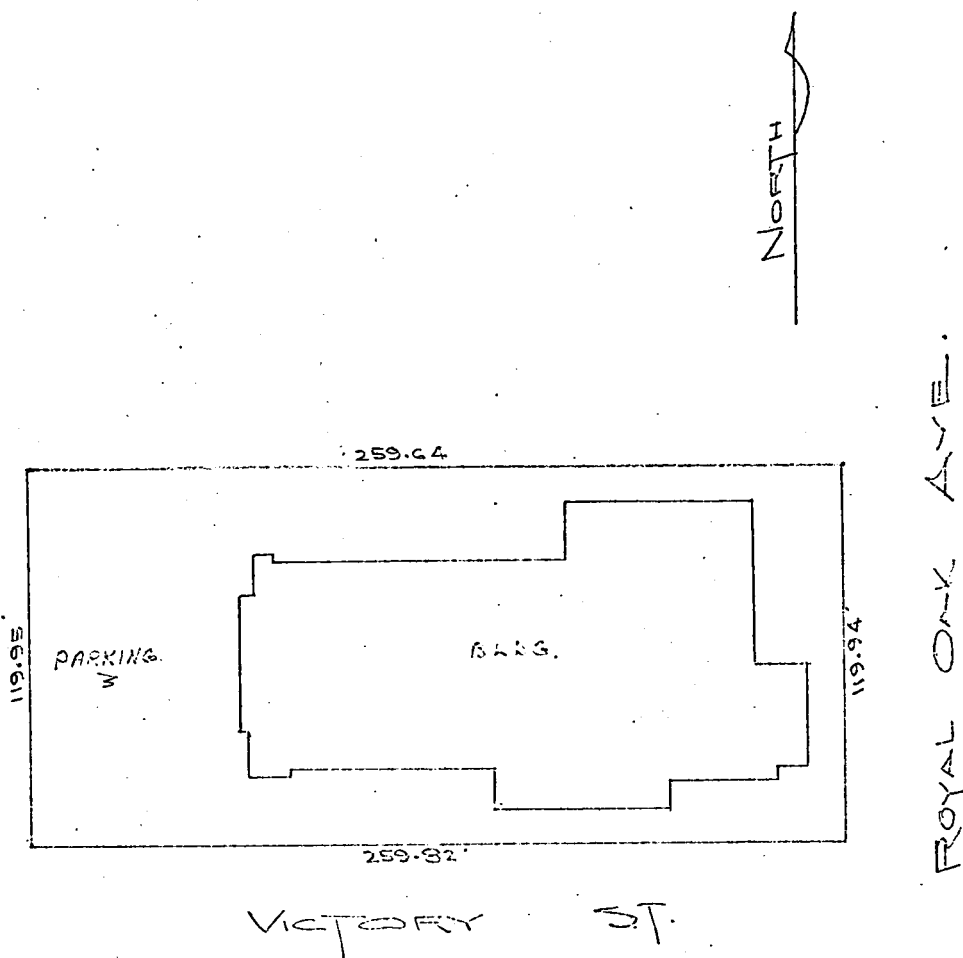 NORTH
ROYAL OAK AVE.
259.64
119.95'
PARKING.
W
BLDG.
119.94'
259.82'
VICTORY ST.